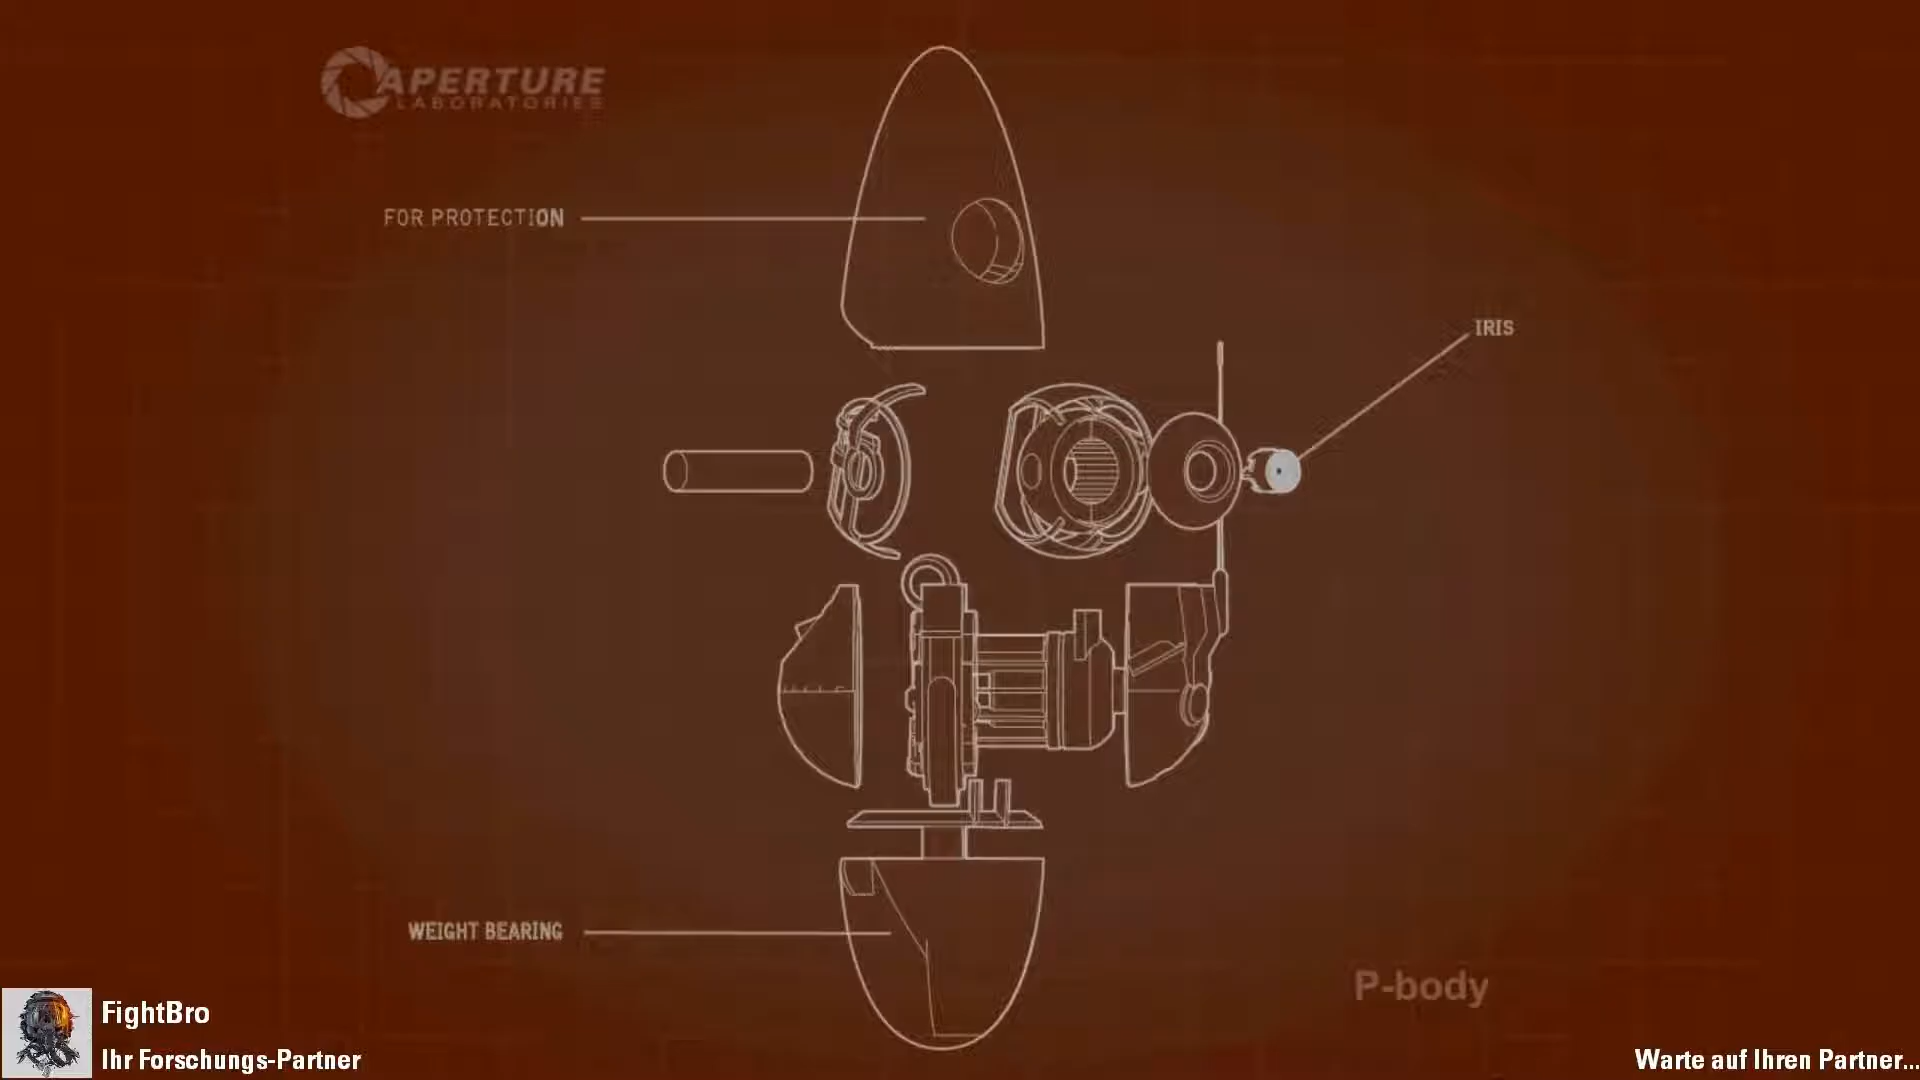 APERTURE
LABORATORIES
FOR PROTECTION
IRIS
WEIGHT BEARING
P-body
FightBro
Ihr Forschungs-Partner
Warte auf Ihren Partner...